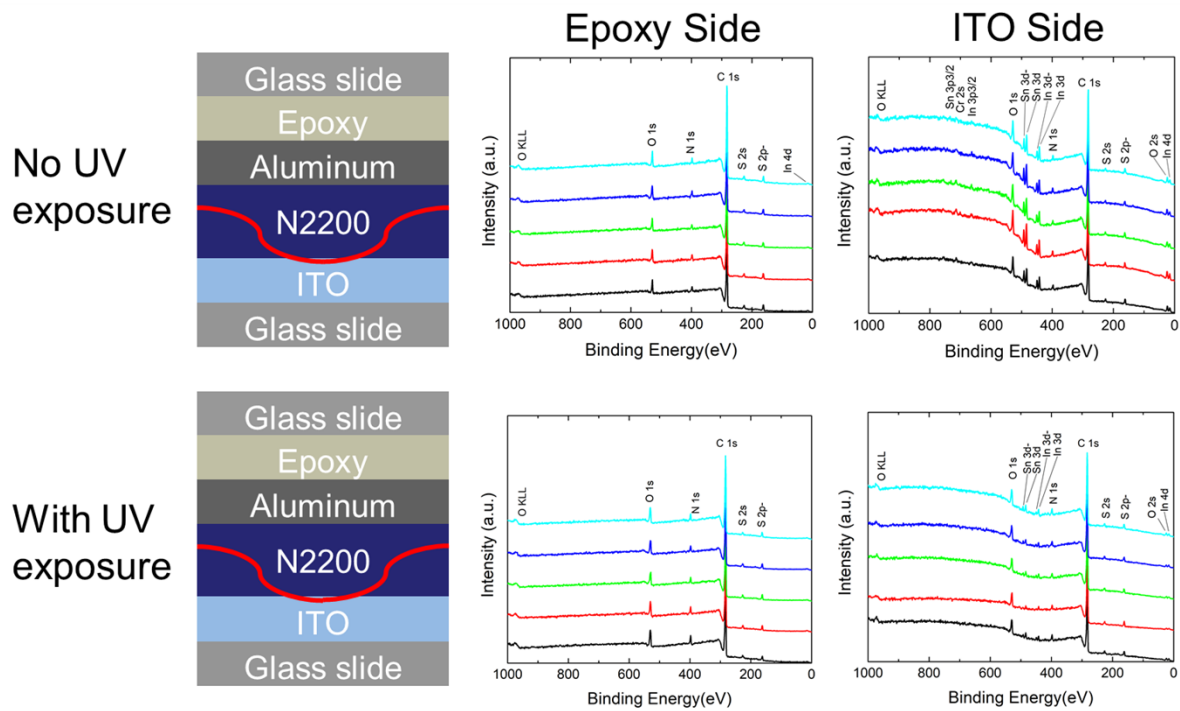 Epoxy Side
ITO Side
No UV
exposure
Glass slide
Epoxy
Aluminum
N2200
ITO
Glass slide
Intensity (a.u.)
O KLL
O 1s
N 1s
C 1s
S 2s
S 2p-
In 4d
1000 800 600 400 200 0
Binding Energy(eV)
Intensity (a.u.)
O KLL
Sn 3p3/2
Cr 2s
In 3p3/2
O 1s
Sn 3d-
Sn 3d
In 3d-
In 3d
N 1s
C 1s
S 2s
S 2p-
O 2s
In 4d
1000 800 600 400 200 0
Binding Energy(eV)
With UV
exposure
Glass slide
Epoxy
Aluminum
N2200
ITO
Glass slide
Intensity (a.u.)
O KLL
O 1s
N 1s
C 1s
S 2s
S 2p-
1000 800 600 400 200 0
Binding Energy(eV)
Intensity (a.u.)
O KLL
O 1s
Sn 3d-
Sn 3d
In 3d-
In 3d
N 1s
C 1s
S 2s
S 2p-
O 2s
In 4d
1000 800 600 400 200 0
Binding Energy(eV)